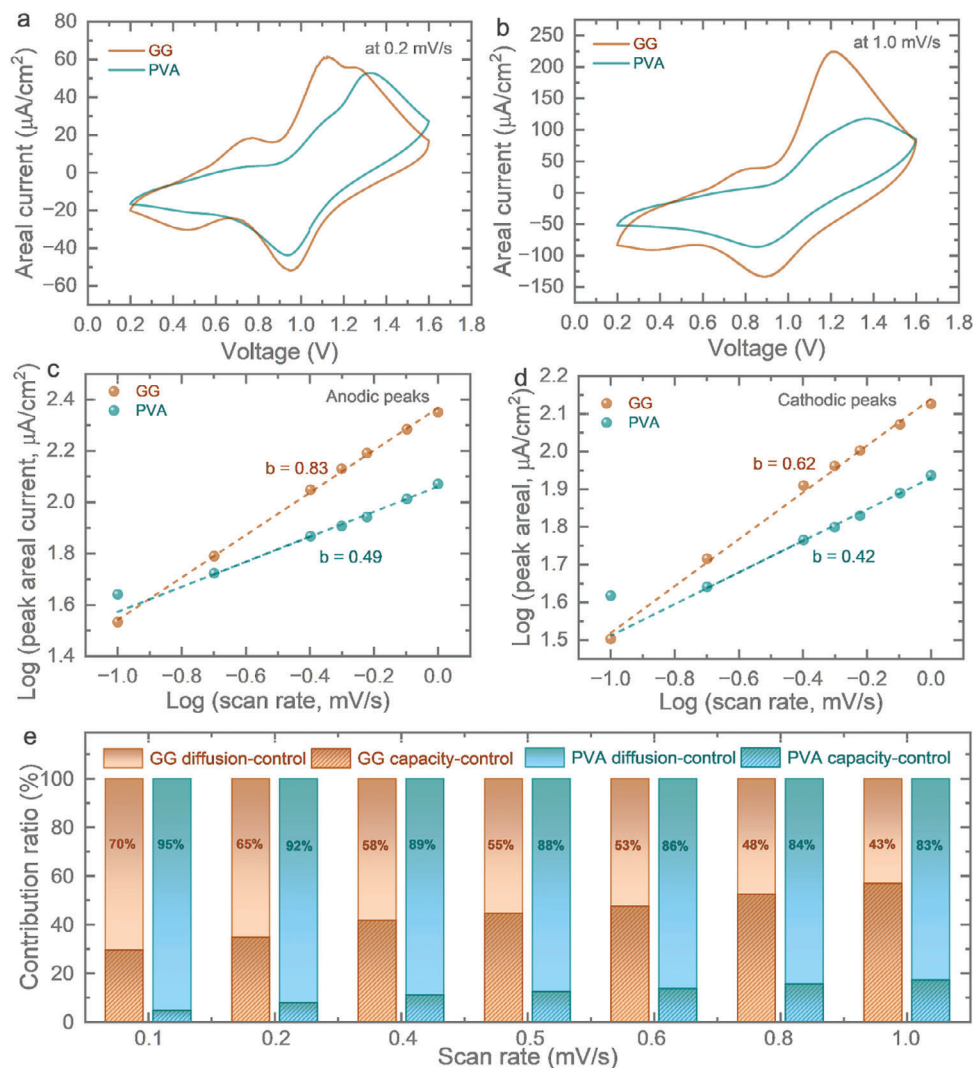 a
GG
PVA
at 0.2 mV/s
Areal current (μA/cm²)
80
60
40
20
0
−20
−40
−60
0.0 0.2 0.4 0.6 0.8 1.0 1.2 1.4 1.6 1.8
Voltage (V)
b
GG
PVA
at 1.0 mV/s
Areal current (μA/cm²)
250
225
200
150
100
50
0
−50
−100
−150
0.0 0.2 0.4 0.6 0.8 1.0 1.2 1.4 1.6 1.8
Voltage (V)
c
GG
PVA
Anodic peaks
b = 0.83
b = 0.49
Log (peak areal current, μA/cm²)
2.4
2.2
2.0
1.8
1.6
1.4
−1.0 −0.8 −0.6 −0.4 −0.2 0.0
Log (scan rate, mV/s)
d
GG
PVA
Cathodic peaks
b = 0.62
b = 0.42
Log (peak areal, μA/cm²)
2.2
2.1
2.0
1.9
1.8
1.7
1.6
1.5
−1.0 −0.8 −0.6 −0.4 −0.2 0.0
Log (scan rate, mV/s)
e
GG diffusion-control GG capacity-control PVA diffusion-control PVA capacity-control
Contribution ratio (%)
100
80
60
40
20
0
70% 95% 65% 92% 58% 89% 55% 88% 53% 86% 48% 84% 43% 83%
0.1 0.2 0.4 0.5 0.6 0.8 1.0
Scan rate (mV/s)